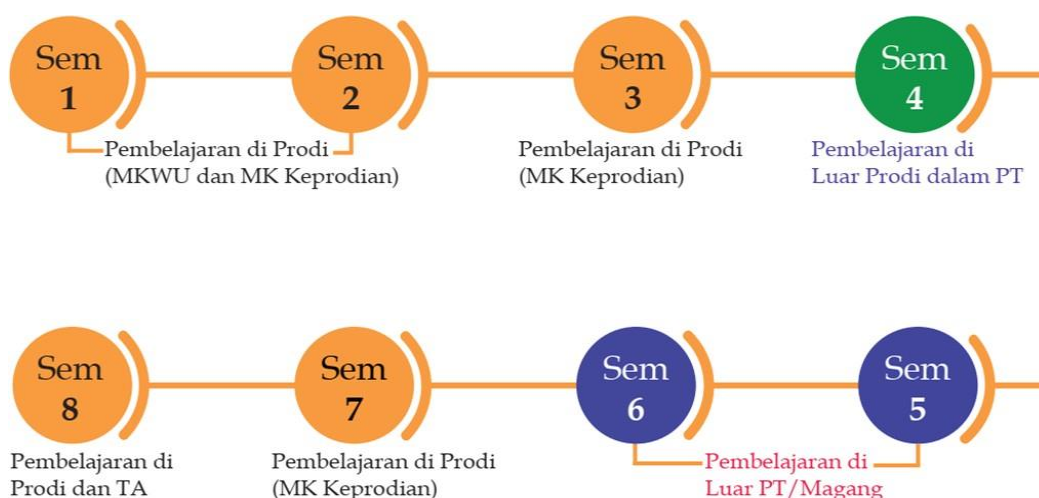 Sem
1
Sem
2
Sem
3
Sem
4
Pembelajaran di Prodi
(MKWU dan MK Keprodian)
Pembelajaran di Prodi
(MK Keprodian)
Pembelajaran di
Luar Prodi dalam PT
Sem
8
Sem
7
Sem
6
Sem
5
Pembelajaran di
Prodi dan TA
Pembelajaran di Prodi
(MK Keprodian)
Pembelajaran di
Luar PT/Magang